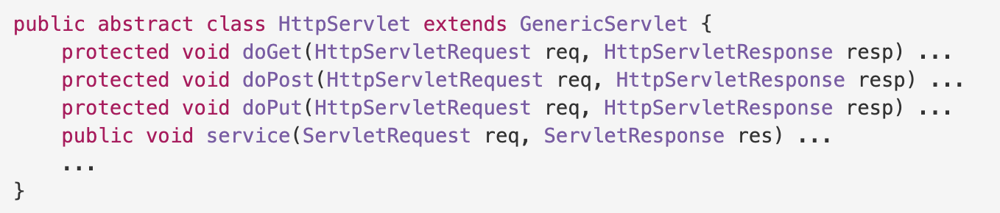 public abstract class HttpServlet extends GenericServlet {
    protected void doGet(HttpServletRequest req, HttpServletResponse resp) ...
    protected void doPost(HttpServletRequest req, HttpServletResponse resp) ...
    protected void doPut(HttpServletRequest req, HttpServletResponse resp) ...
    public void service(ServletRequest req, ServletResponse res) ...
    ...
}